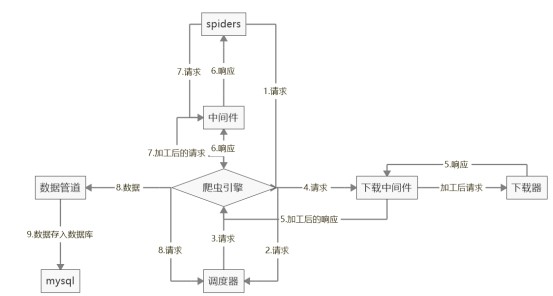 spiders
7.请求
6.响应
1.请求
中间件
7.加工后的请求
6.响应
5.响应
数据管道
8.数据
爬虫引擎
4.请求
下载中间件
加工后请求
下载器
5.加工后的响应
9.数据存入数据库
3.请求
8.请求
2.请求
mysql
调度器